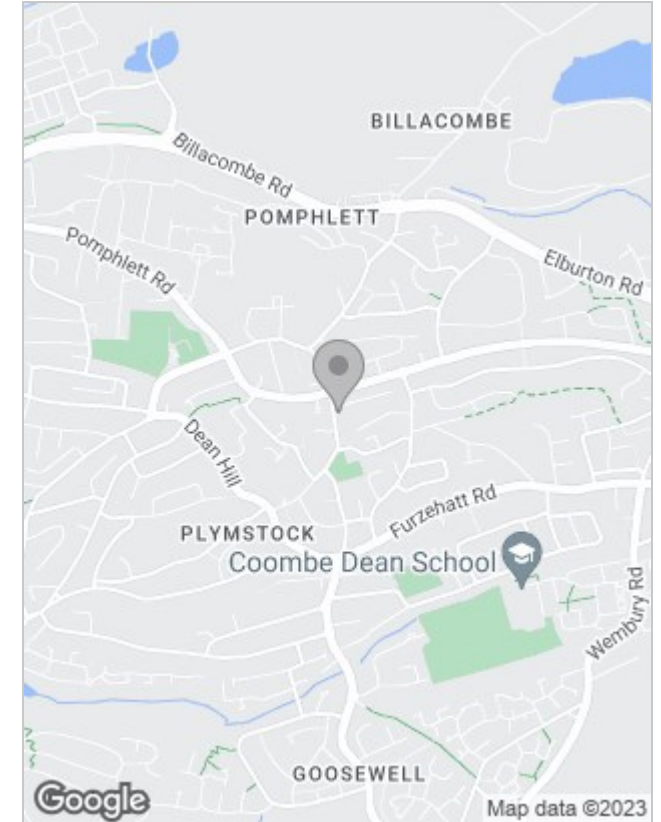 BILLACOMBE
Billacombe Rd
POMPHLETT
Pomphlett Rd
Elburton Rd
Dean Hill
Furzehatt Rd
PLYMSTOCK
Coombe Dean School
Wembury Rd
GOOSEWELL
Google
Map data ©2023